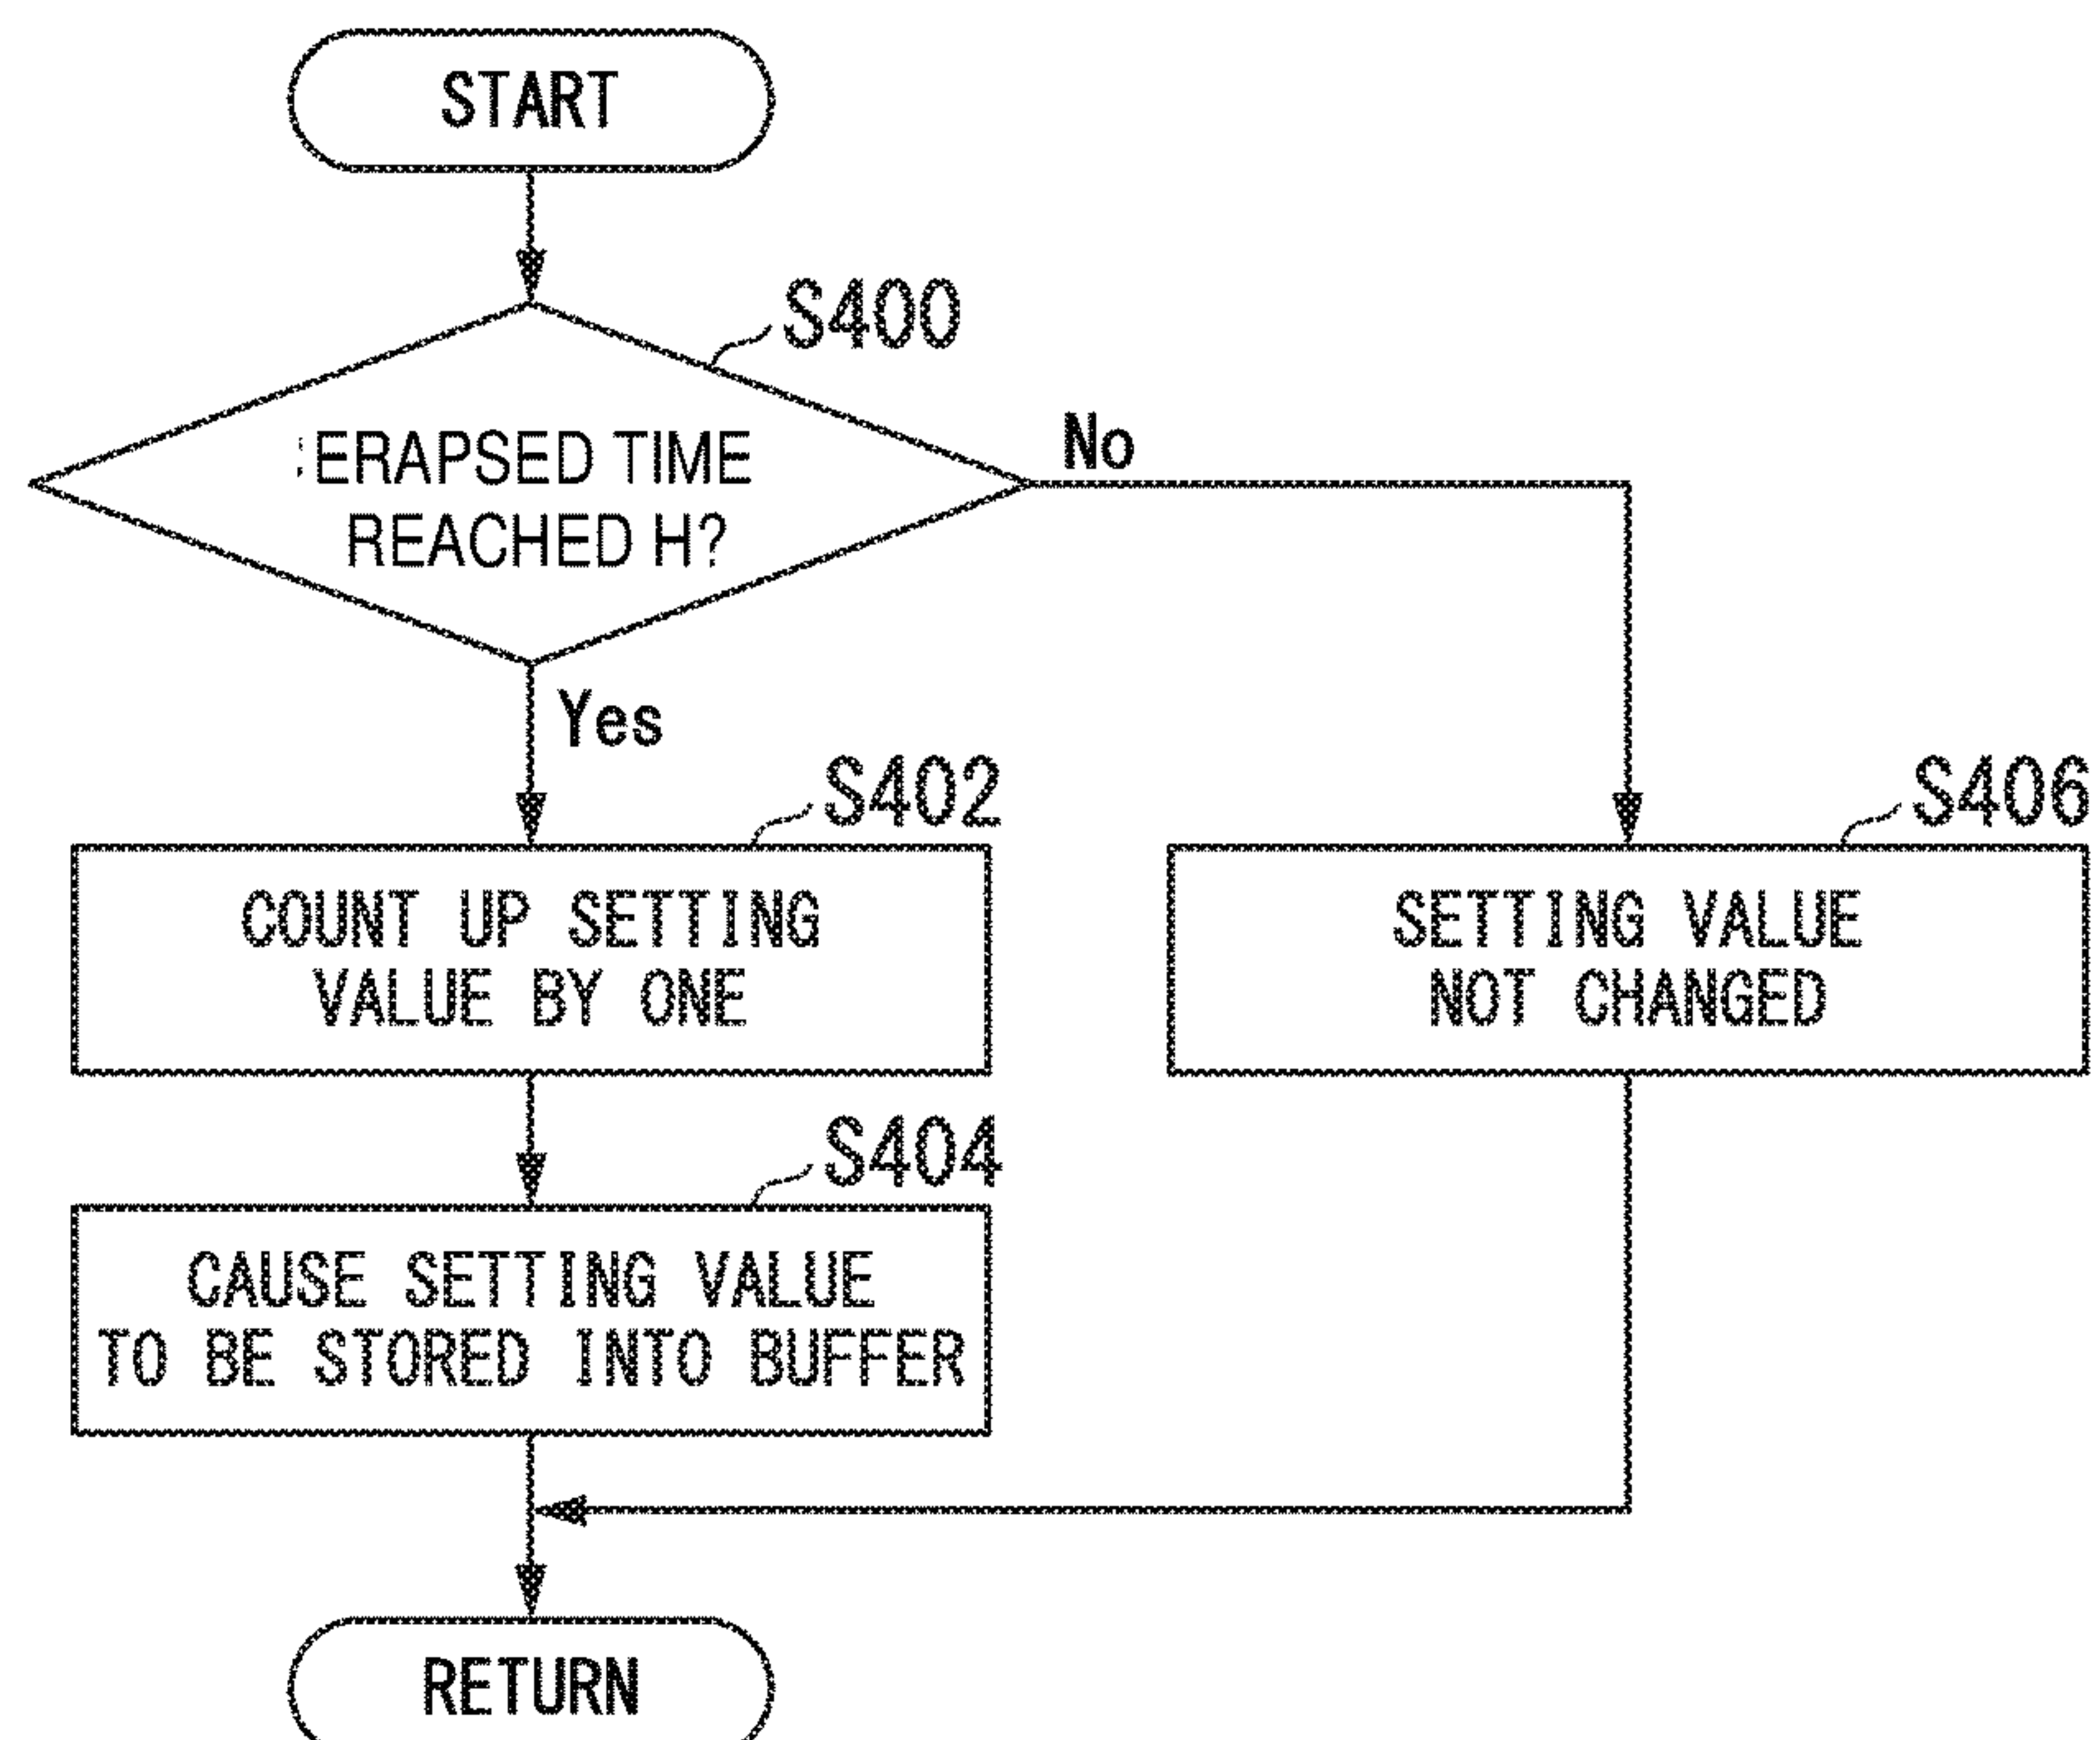 START
S400
ERAPSED TIME
REACHED H?
No
Yes
S402
COUNT UP SETTING
VALUE BY ONE
S406
SETTING VALUE
NOT CHANGED
S404
CAUSE SETTING VALUE
TO BE STORED INTO BUFFER
RETURN